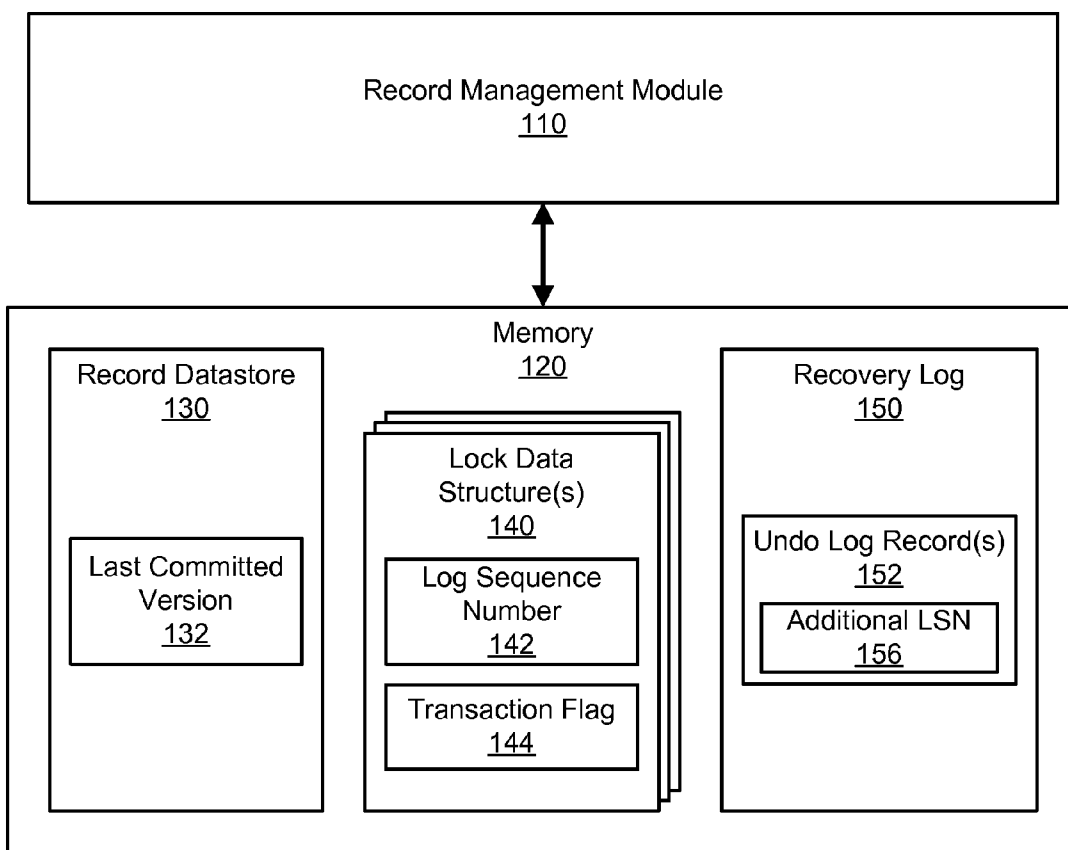 Record Management Module
110
Memory
120
Record Datastore
130
Last Committed
Version
132
Lock Data
Structure(s)
140
Log Sequence
Number
142
Transaction Flag
144
Recovery Log
150
Undo Log Record(s)
152
Additional LSN
156